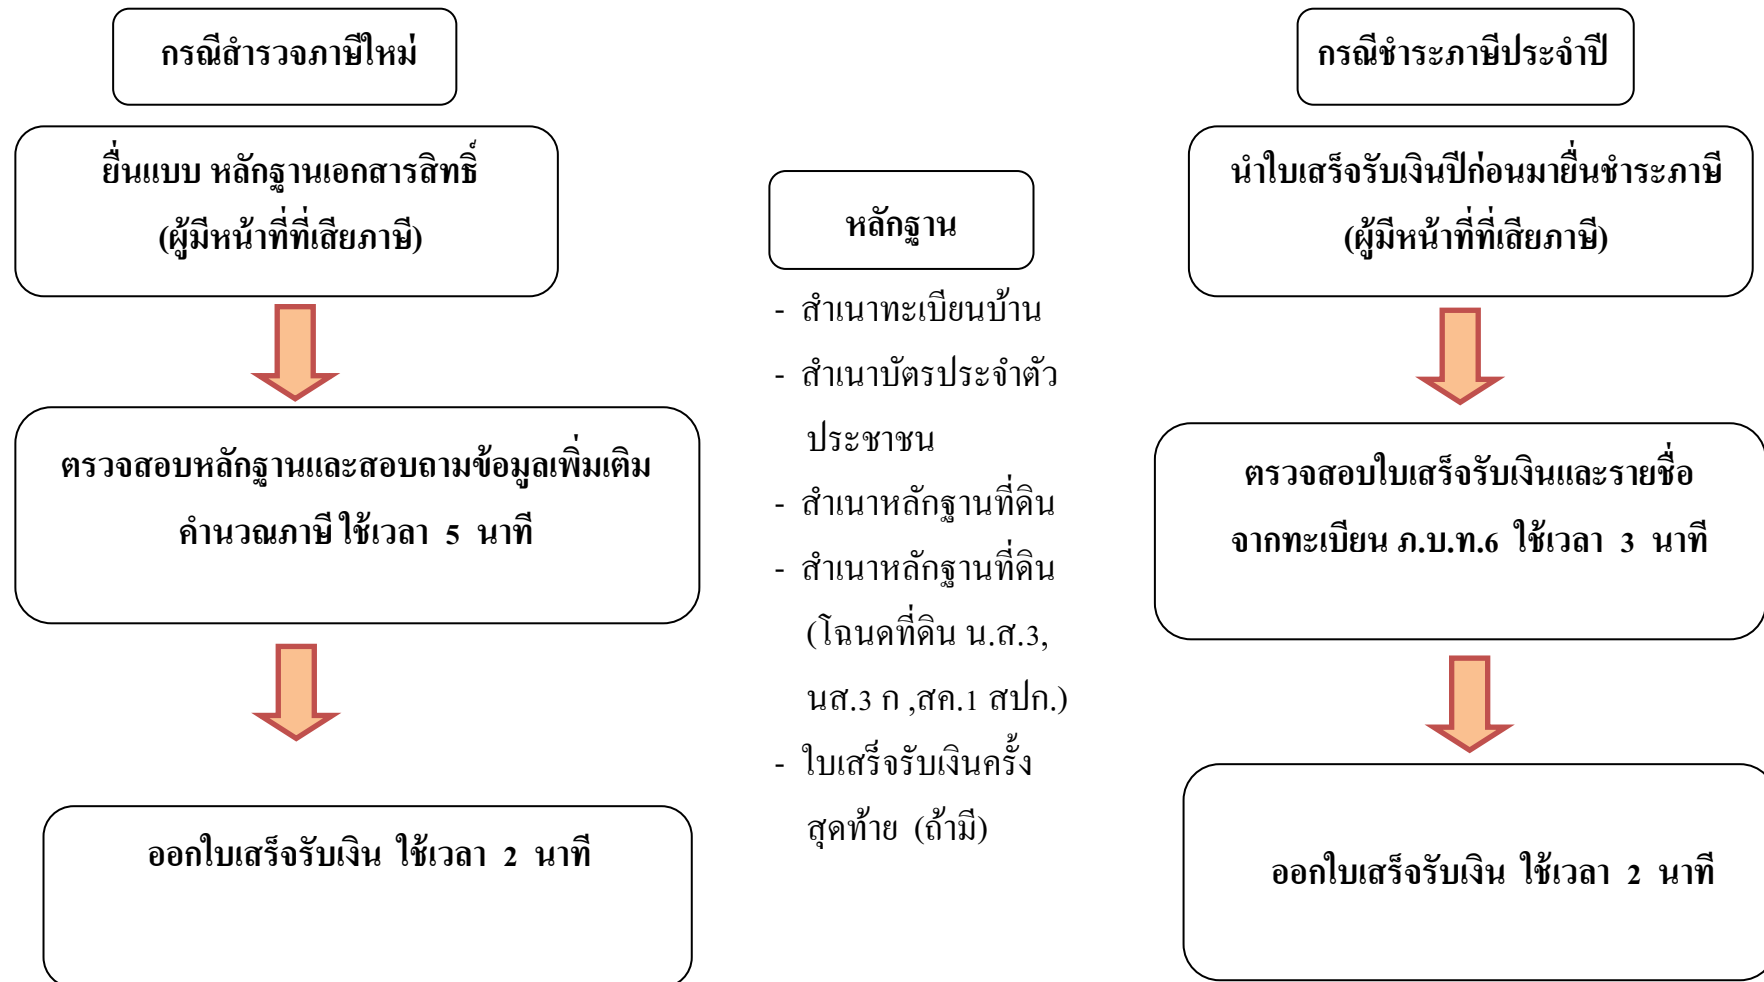 กรณีสำรวจภาษีใหม่
ยื่นแบบ หลักฐานเอกสารสิทธิ์
(ผู้มีหน้าที่ที่เสียภาษี)
ตรวจสอบหลักฐานและสอบถามข้อมูลเพิ่มเติม
คำนวณภาษี ใช้เวลา 5 นาที
ออกใบเสร็จรับเงิน ใช้เวลา 2 นาที
หลักฐาน
- สำเนาทะเบียนบ้าน
- สำเนาบัตรประจำตัว
ประชาชน
- สำเนาหลักฐานที่ดิน
- สำเนาหลักฐานที่ดิน
(โฉนดที่ดิน น.ส.3,
นส.3 ก ,สค.1 สปก.)
- ใบเสร็จรับเงินครั้ง
สุดท้าย (ถ้ามี)
กรณีชำระภาษีประจำปี
นำใบเสร็จรับเงินปีก่อนมายื่นชำระภาษี
(ผู้มีหน้าที่ที่เสียภาษี)
ตรวจสอบใบเสร็จรับเงินและรายชื่อ
จากทะเบียน ภ.บ.ท.6 ใช้เวลา 3 นาที
ออกใบเสร็จรับเงิน ใช้เวลา 2 นาที